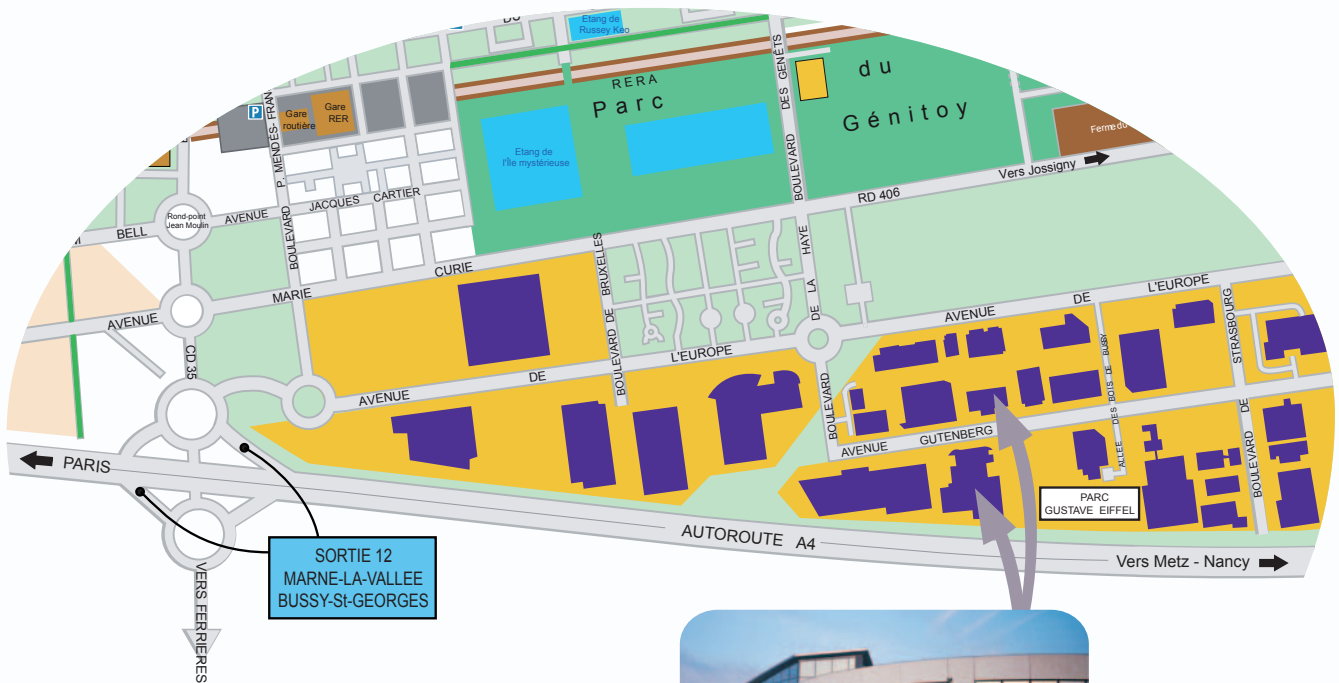 Etang de
Russey Keo
RERA
Parc
du
Génitoy
BOULEVARD DES GENÊTS
P
Gare
routière
Gare
RER
Etang de
l'Île mystérieuse
Vers Jossigny
RD 406
BOULEVARD P. MENDÈS-FRAN
AVENUE JACQUES CARTIER
Rond-point
Jean Moulin
BELL
AVENUE MARIE CURIE
CD 35
BOULEVARD DE BRUXELLES
BOULEVARD DE LA HAYE
AVENUE DE L'EUROPE
AVENUE DE L'EUROPE
BOULEVARD DE STRASBOURG
ALLEE DES BOIS DE BUSSY
AVENUE GUTENBERG
PARC
GUSTAVE EIFFEL
PARIS
AUTOROUTE A4
Vers Metz - Nancy
SORTIE 12
MARNE-LA-VALLEE
BUSSY-St-GEORGES
VERS FERRIERES